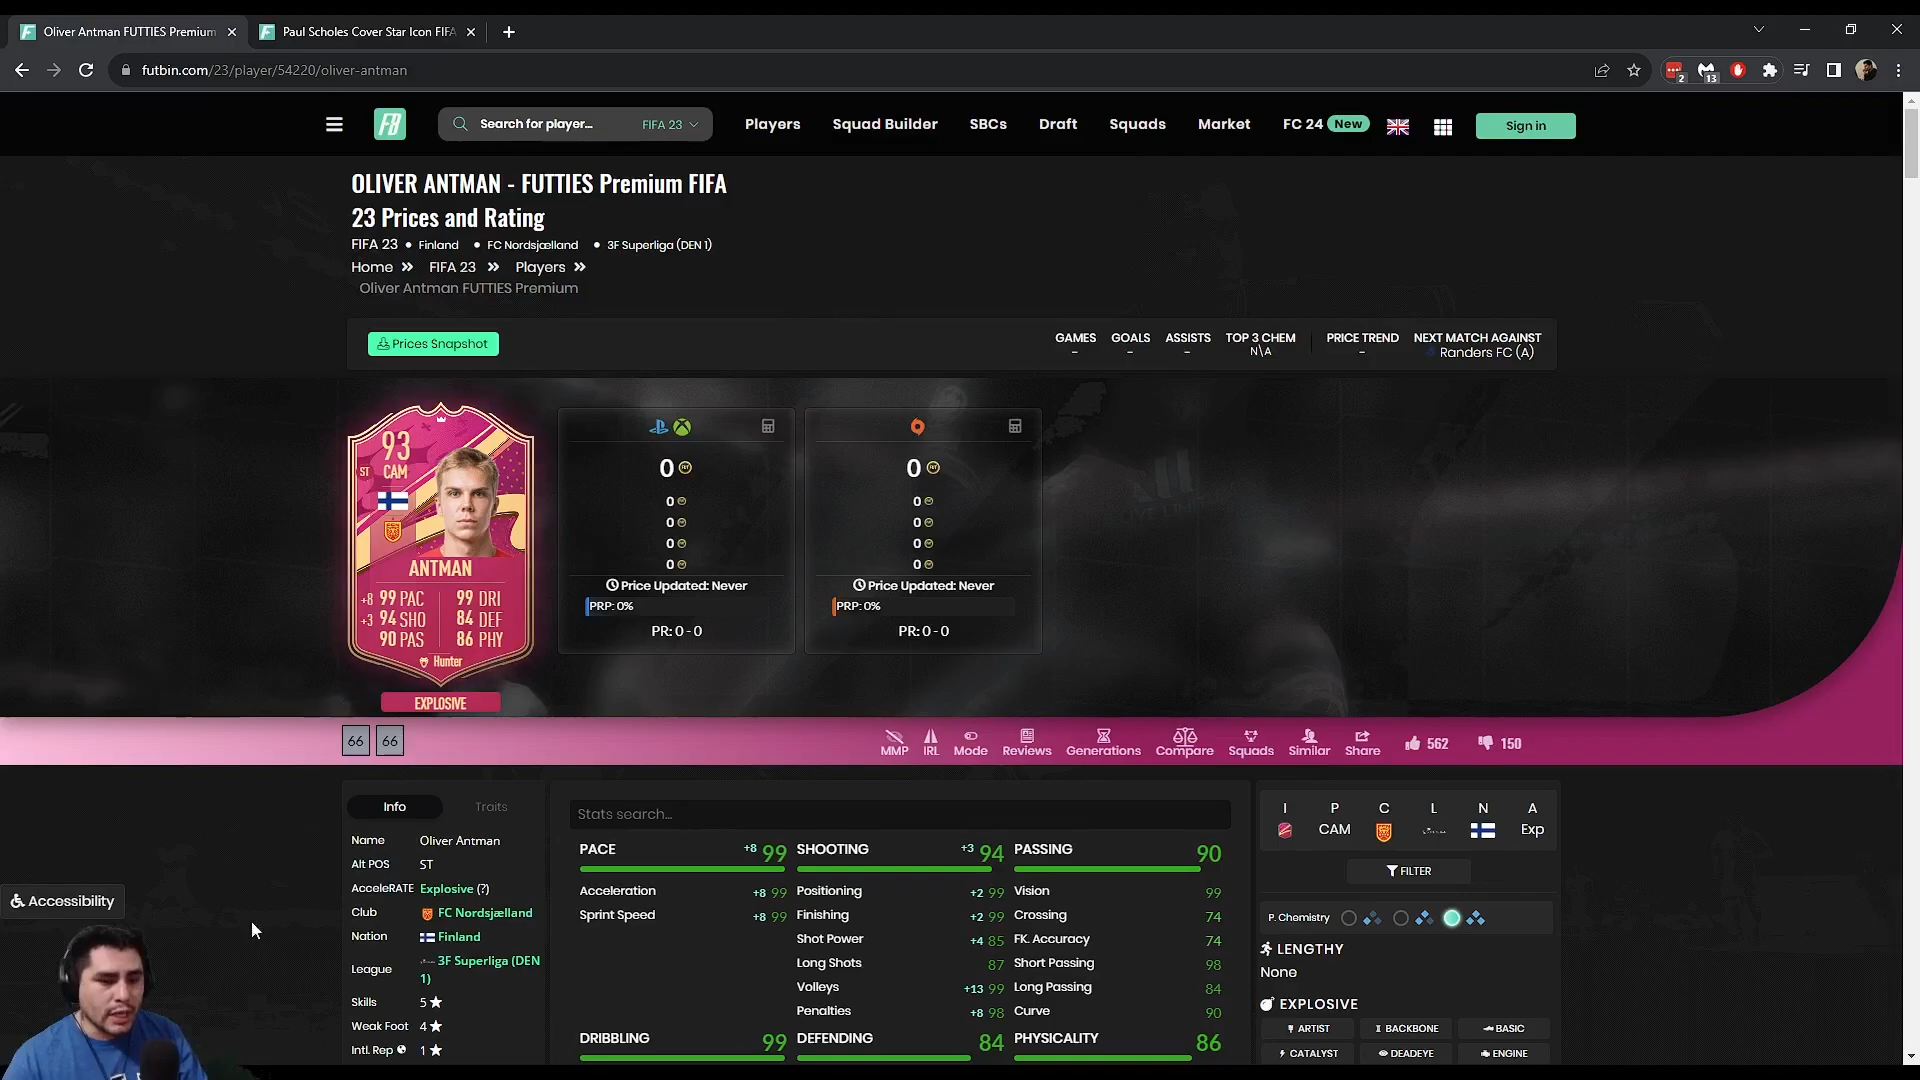 Oliver Antman FUTTIES Premium
Paul Scholes Cover Star Icon FIFA
futbin.com/23/player/54220/oliver-antman
2
13
FB
Search for player...
FIFA 23
Players
Squad Builder
SBCs
Draft
Squads
Market
FC 24 New
Sign in
OLIVER ANTMAN - FUTTIES Premium FIFA
23 Prices and Rating
FIFA 23 • Finland • FC Nordsjælland • 3F Superliga (DEN 1)
Home » FIFA 23 » Players »
Oliver Antman FUTTIES Premium
Prices Snapshot
GAMES
-
GOALS
-
ASSISTS
-
TOP 3 CHEM
N\A
PRICE TREND
-
NEXT MATCH AGAINST
Randers FC (A)
93
ST CAM
ANTMAN
+8 99 PAC 99 DRI
+3 94 SHO 84 DEF
90 PAS 86 PHY
Hunter
EXPLOSIVE
0
0
0
0
0
Price Updated: Never
PRP: 0%
PR: 0 - 0
0
0
0
0
0
Price Updated: Never
PRP: 0%
PR: 0 - 0
66 66
MMP
IRL
Mode
Reviews
Generations
Compare
Squads
Similar
Share
562
150
Info
Traits
Name Oliver Antman
Alt POS ST
AcceleRATE Explosive (?)
Club FC Nordsjælland
Nation Finland
League 3F Superliga (DEN
1)
Skills 5 ★
Weak Foot 4 ★
Intl. Rep 1 ★
Accessibility
Stats search...
PACE +8 99
Acceleration +8 99
Sprint Speed +8 99
SHOOTING +3 94
Positioning +2 99
Finishing +2 99
Shot Power +4 85
Long Shots 87
Volleys +13 99
Penalties +8 98
PASSING 90
Vision 99
Crossing 74
FK. Accuracy 74
Short Passing 98
Long Passing 84
Curve 90
DRIBBLING 99
DEFENDING 84
PHYSICALITY 86
I P C L N A
CAM Exp
FILTER
P. Chemistry
LENGTHY
None
EXPLOSIVE
ARTIST
BACKBONE
BASIC
CATALYST
DEADEYE
ENGINE